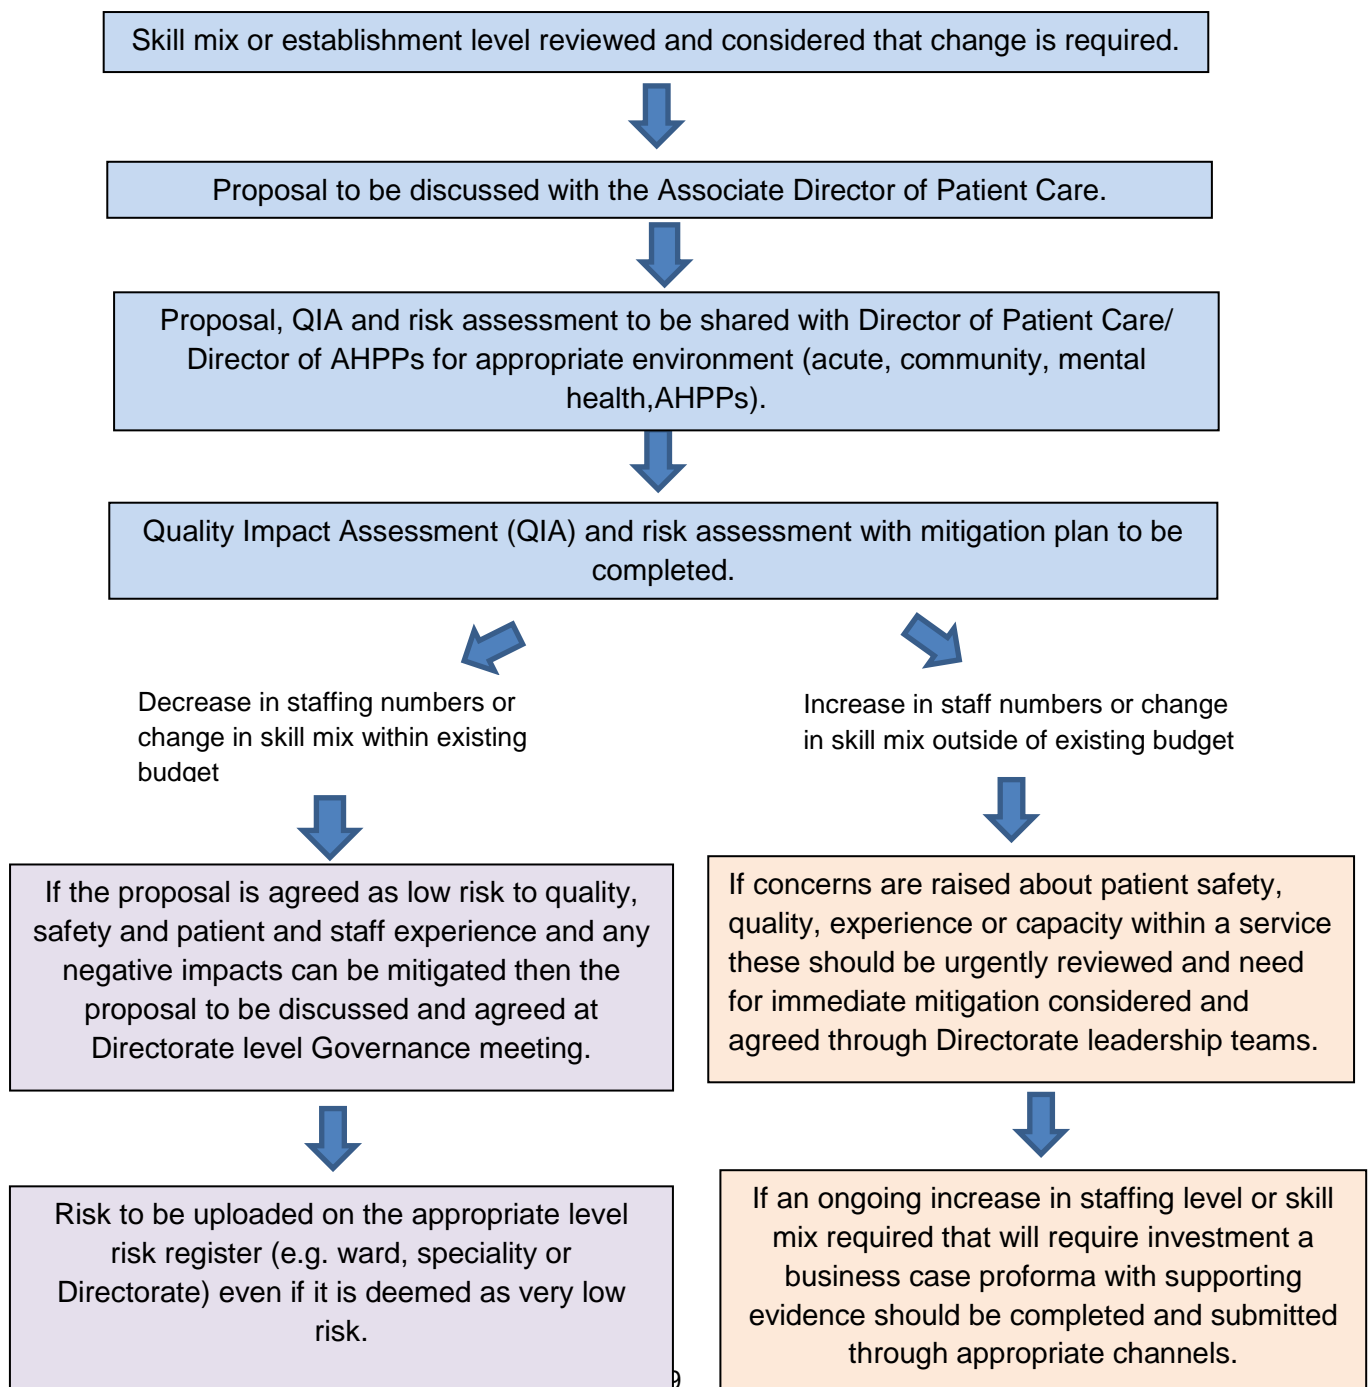 Skill mix or establishment level reviewed and considered that change is required.
Proposal to be discussed with the Associate Director of Patient Care.
Proposal, QIA and risk assessment to be shared with Director of Patient Care/
Director of AHPPs for appropriate environment (acute, community, mental
health,AHPPs).
Quality Impact Assessment (QIA) and risk assessment with mitigation plan to be
completed.
Decrease in staffing numbers or
change in skill mix within existing
budget
Increase in staff numbers or change
in skill mix outside of existing budget
If the proposal is agreed as low risk to quality,
safety and patient and staff experience and any
negative impacts can be mitigated then the
proposal to be discussed and agreed at
Directorate level Governance meeting.
If concerns are raised about patient safety,
quality, experience or capacity within a service
these should be urgently reviewed and need
for immediate mitigation considered and
agreed through Directorate leadership teams.
Risk to be uploaded on the appropriate level
risk register (e.g. ward, speciality or
Directorate) even if it is deemed as very low
risk.
If an ongoing increase in staffing level or skill
mix required that will require investment a
business case proforma with supporting
evidence should be completed and submitted
through appropriate channels.